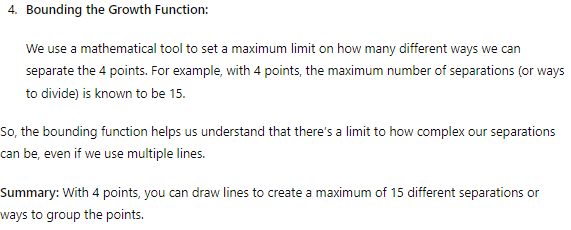 4. Bounding the Growth Function:
We use a mathematical tool to set a maximum limit on how many different ways we can
separate the 4 points. For example, with 4 points, the maximum number of separations (or ways
to divide) is known to be 15.
So, the bounding function helps us understand that there's a limit to how complex our separations
can be, even if we use multiple lines.
Summary: With 4 points, you can draw lines to create a maximum of 15 different separations or
ways to group the points.